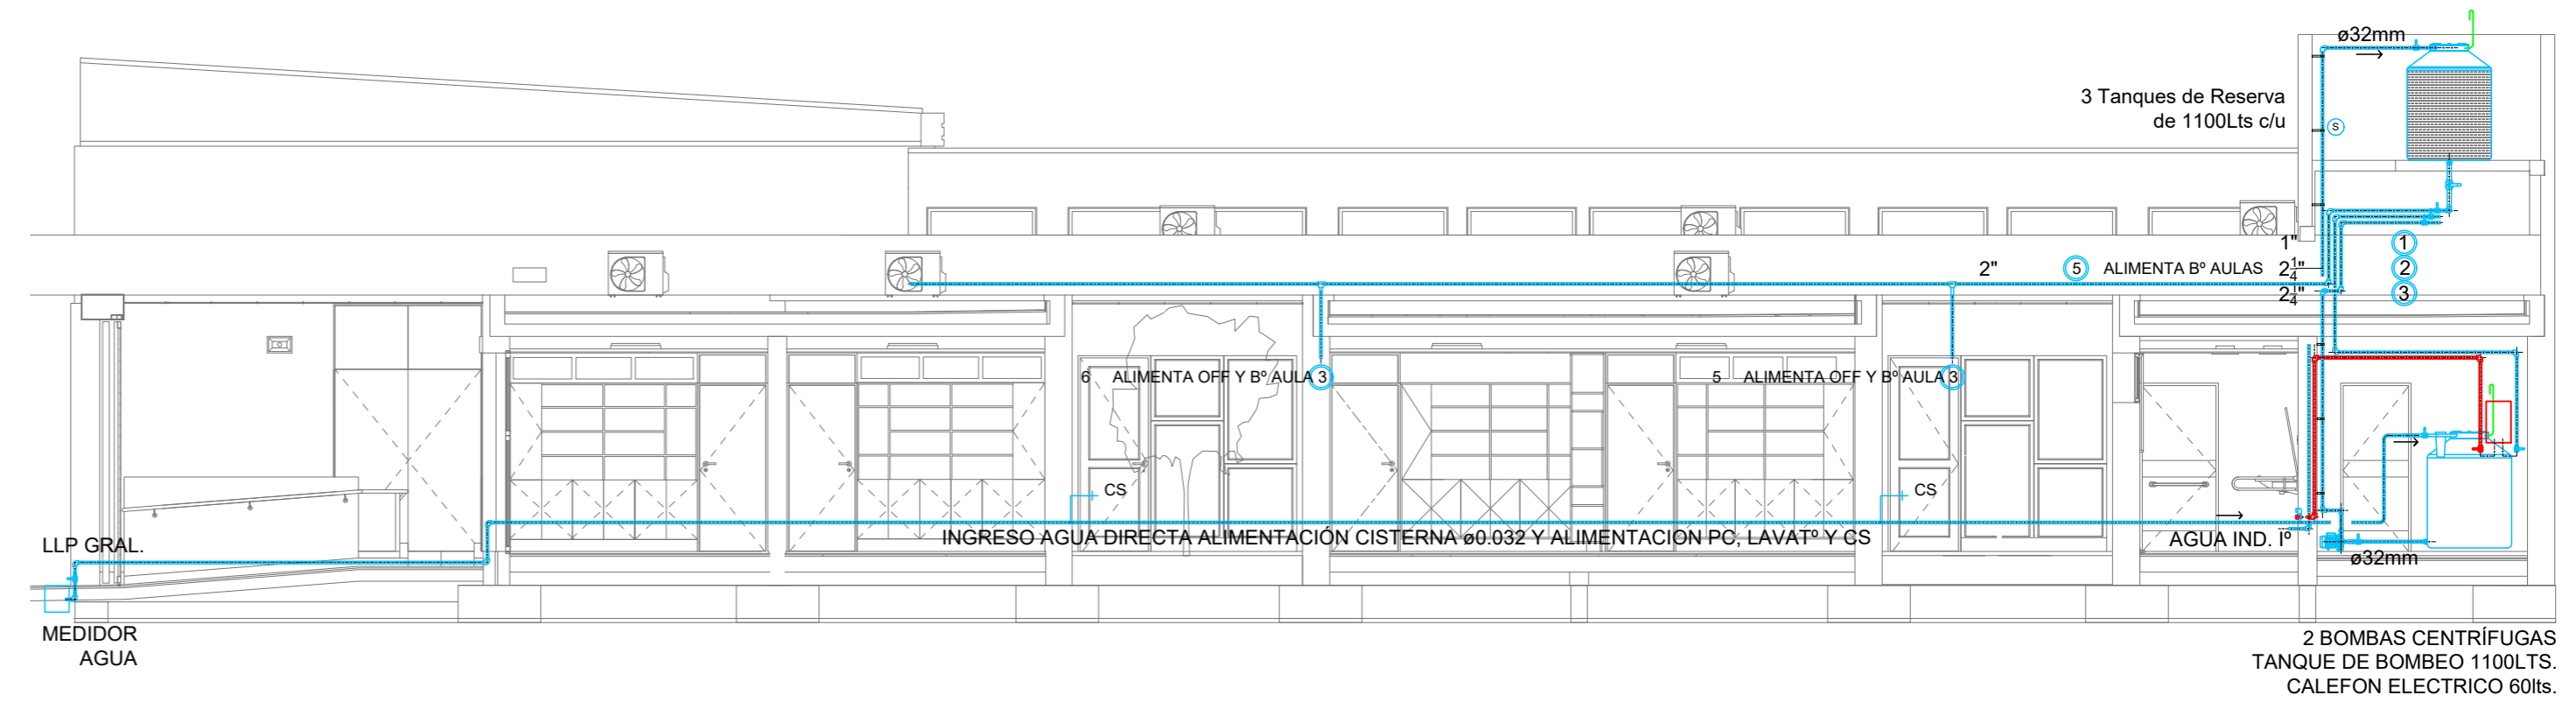 ø32mm
3 Tanques de Reserva
de 1100Lts c/u
S
1" 1
2" 5 ALIMENTA Bº AULAS 2¼" 2
2¼" 3
6 ALIMENTA OFF Y Bº AULA 3
5 ALIMENTA OFF Y Bº AULA 3
CS
CS
LLP GRAL.
INGRESO AGUA DIRECTA ALIMENTACIÓN CISTERNA ø0.032 Y ALIMENTACION PC, LAVATº Y CS
AGUA IND. Iº
ø32mm
MEDIDOR
AGUA
2 BOMBAS CENTRÍFUGAS
TANQUE DE BOMBEO 1100LTS.
CALEFON ELECTRICO 60lts.